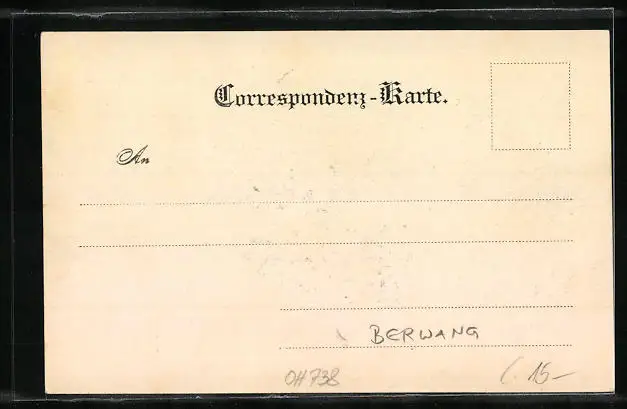 Correspondenz-Karte.
An
BERWANG
OH738
15-